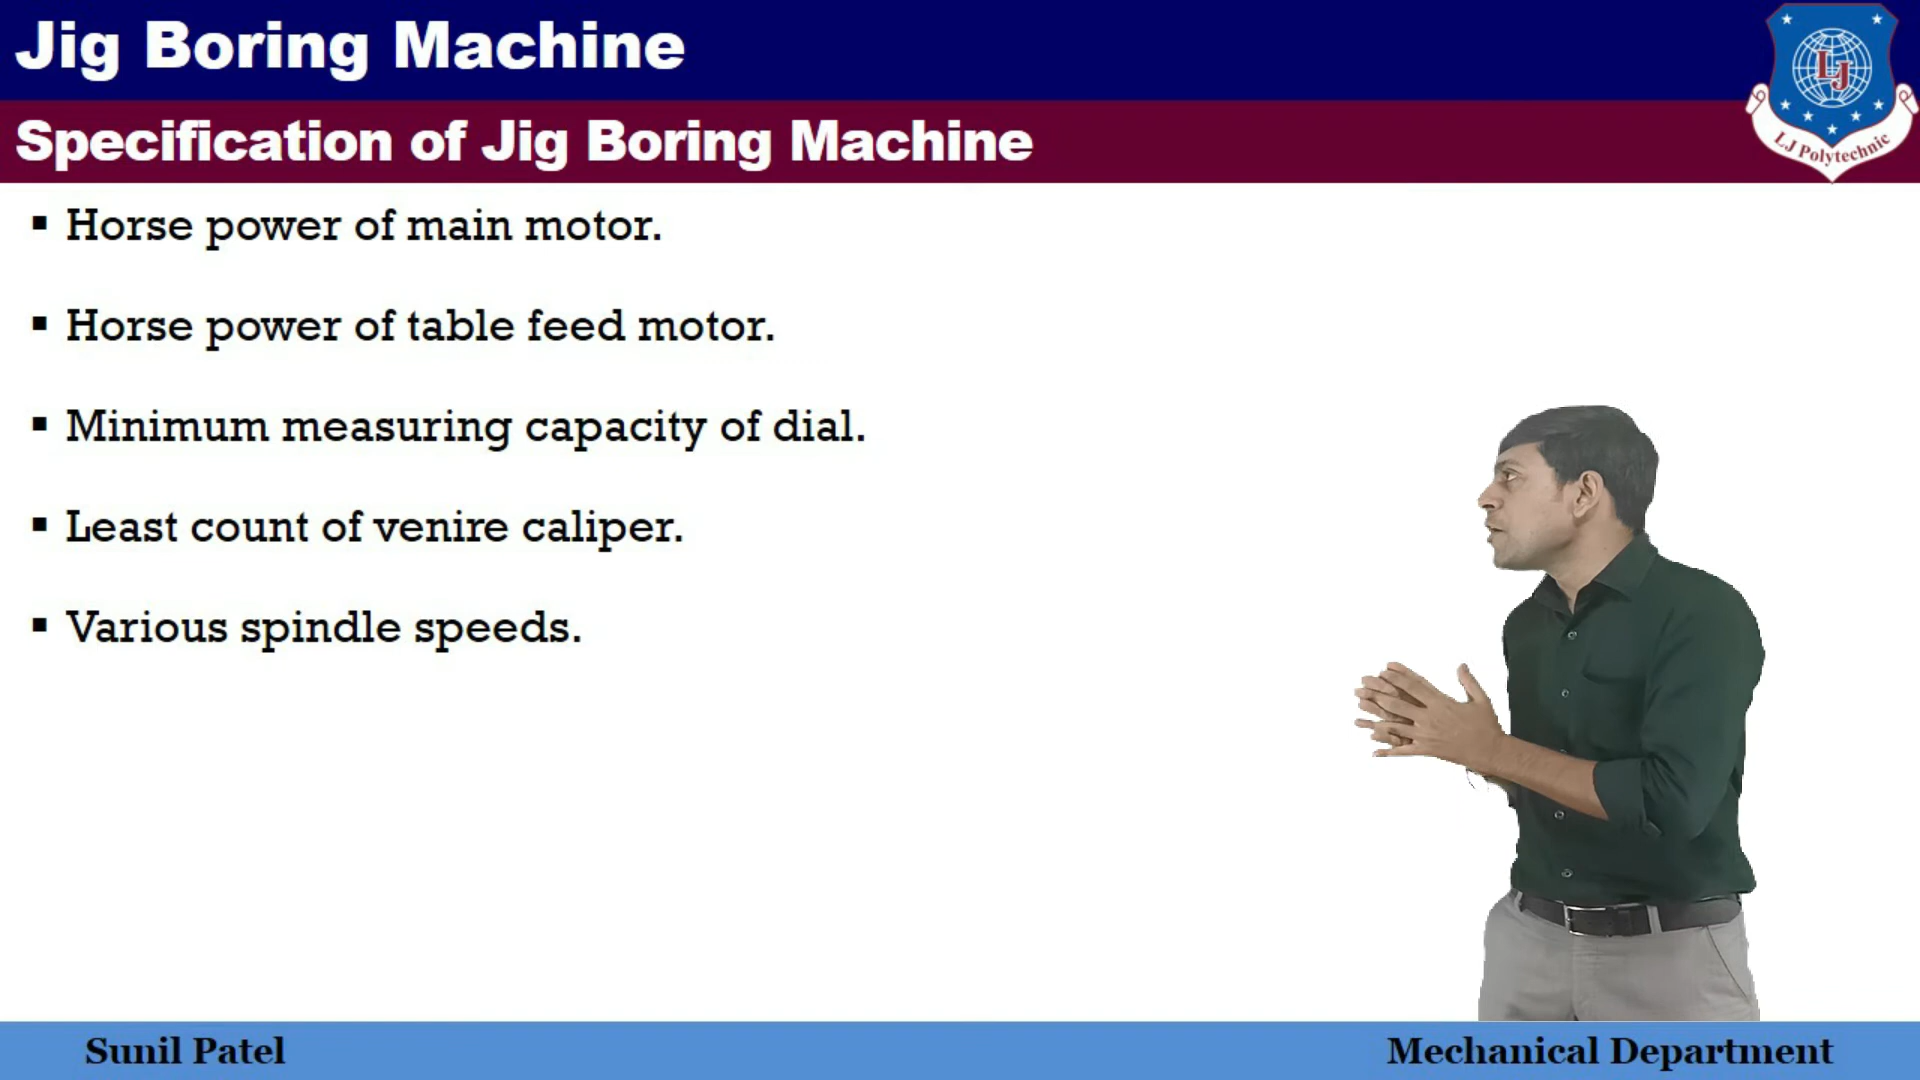 Jig Boring Machine
Specification of Jig Boring Machine
LJ
LJ Polytechnic
▪ Horse power of main motor.
▪ Horse power of table feed motor.
▪ Minimum measuring capacity of dial.
▪ Least count of venire caliper.
▪ Various spindle speeds.
Sunil Patel
Mechanical Department